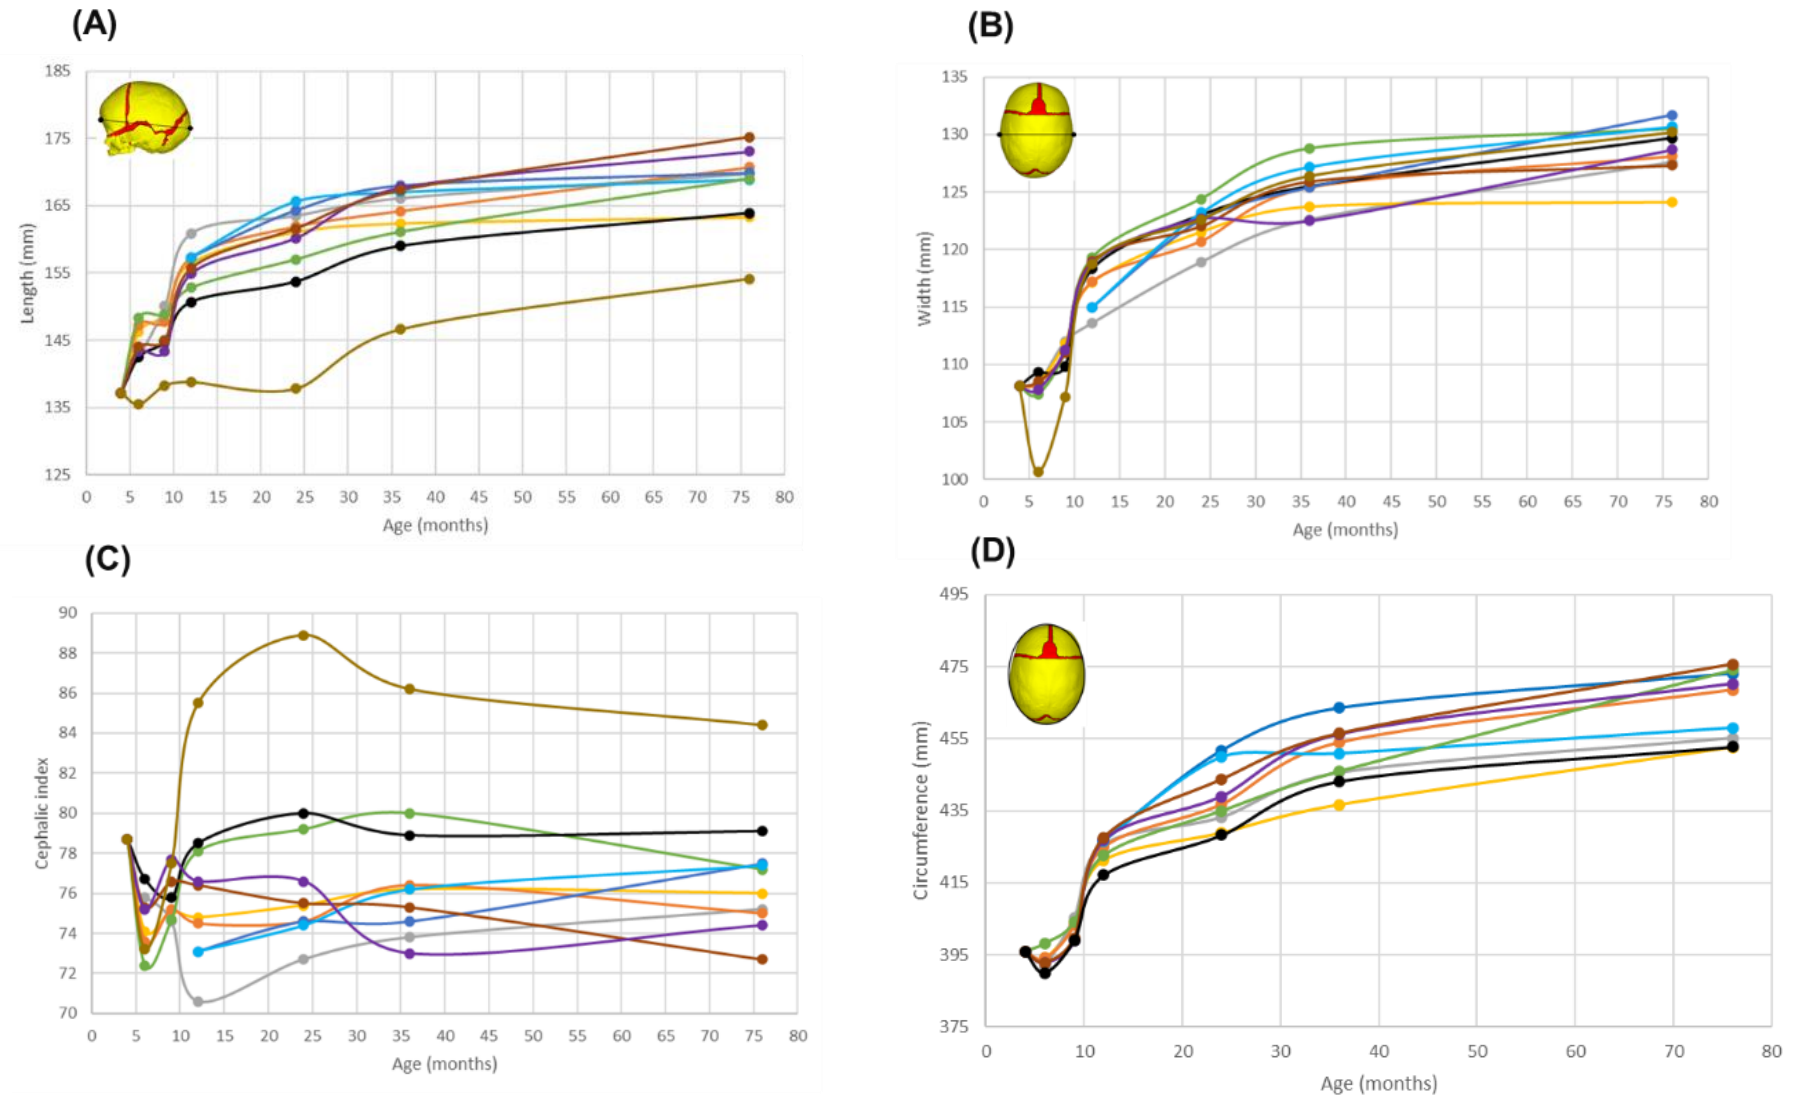 (A)
185
175
165
155
145
135
125
Length (mm)
0 5 10 15 20 25 30 35 40 45 50 55 60 65 70 75 80
Age (months)
(B)
135
130
125
120
115
110
105
100
Width (mm)
0 5 10 15 20 25 30 35 40 45 50 55 60 65 70 75 80
Age (months)
(C)
90
88
86
84
82
80
78
76
74
72
70
Cephalic index
0 5 10 15 20 25 30 35 40 45 50 55 60 65 70 75 80
Age (months)
(D)
495
475
455
435
415
395
375
Circumference (mm)
0 10 20 30 40 50 60 70 80
Age (months)